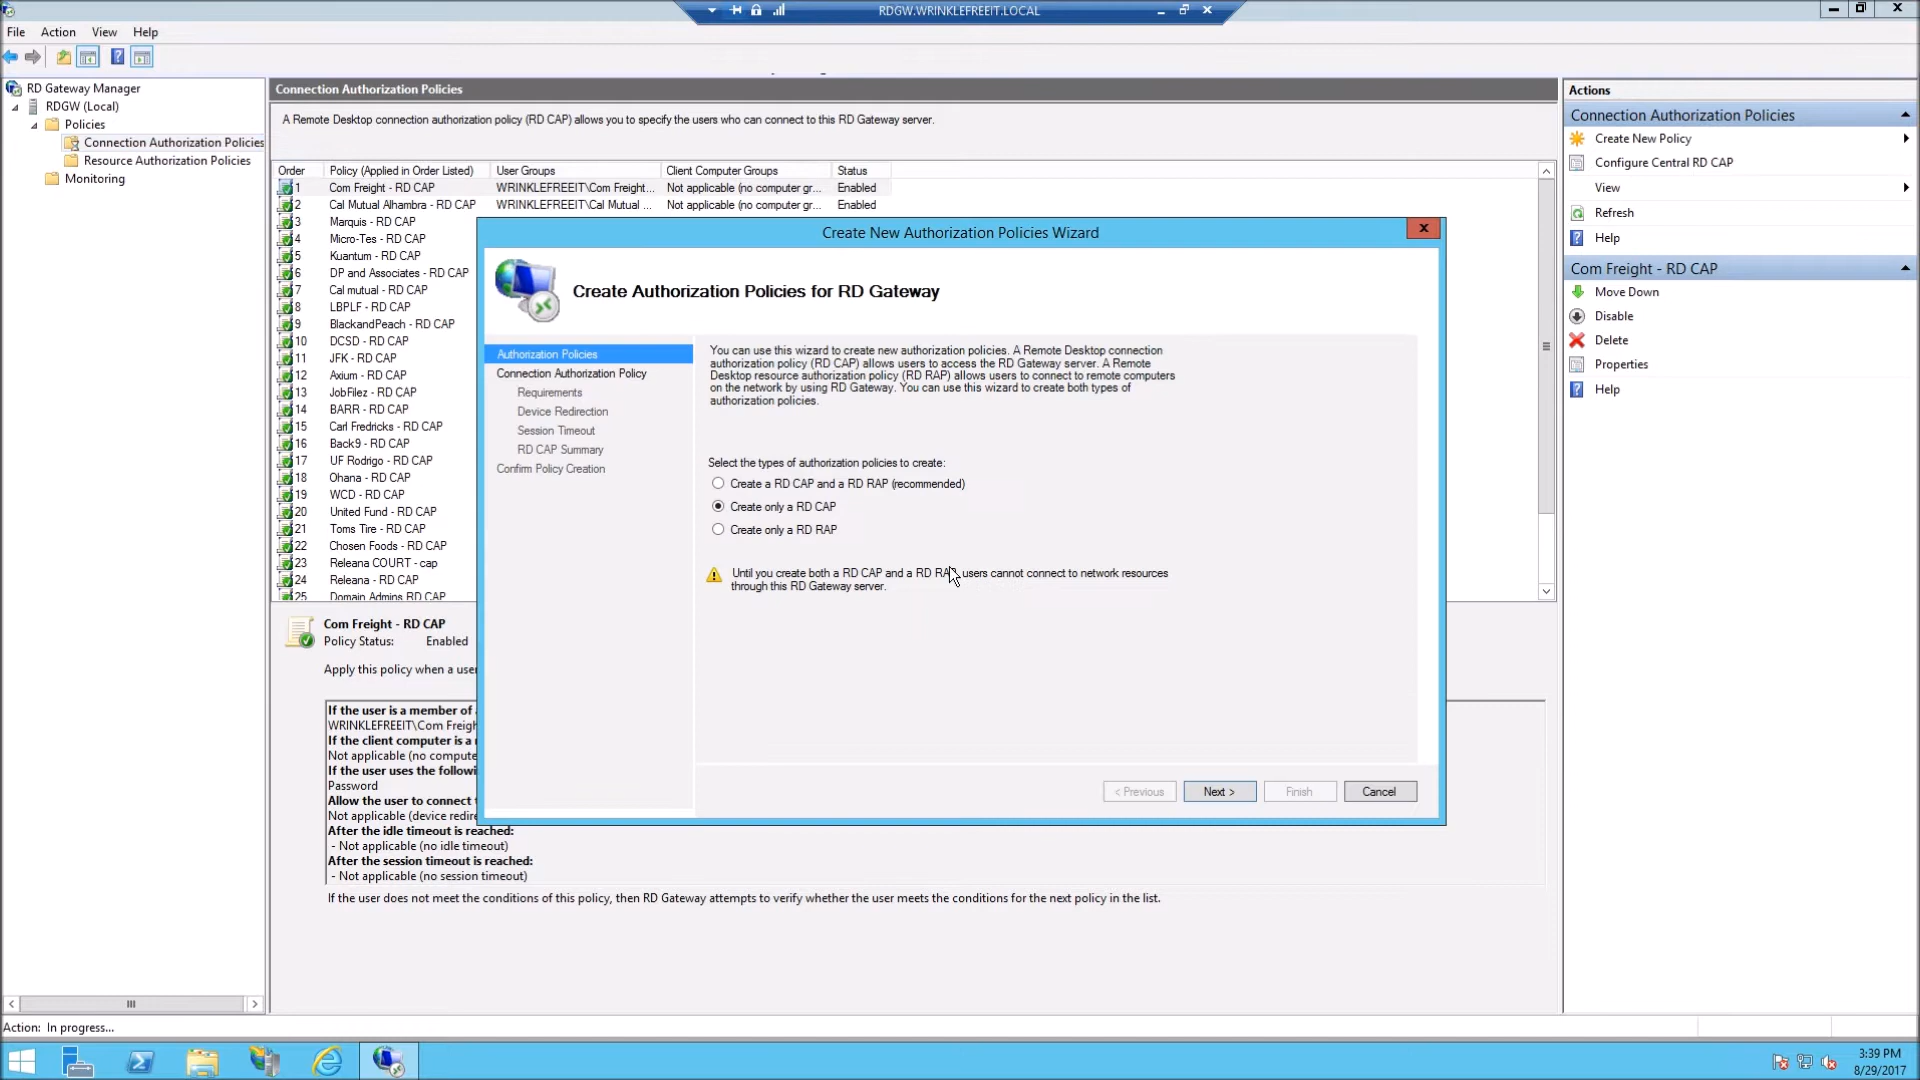 RDGW.WRINKLEFREEIT.LOCAL
File Action View Help
RD Gateway Manager
RDGW (Local)
Policies
Connection Authorization Policies
Resource Authorization Policies
Monitoring
Connection Authorization Policies
A Remote Desktop connection authorization policy (RD CAP) allows you to specify the users who can connect to this RD Gateway server.
Order Policy (Applied in Order Listed) User Groups Client Computer Groups Status
1 Com Freight - RD CAP WRINKLEFREEIT\Com Freight... Not applicable (no computer gr... Enabled
2 Cal Mutual Alhambra - RD CAP WRINKLEFREEIT\Cal Mutual ... Not applicable (no computer gr... Enabled
3 Marquis - RD CAP
4 Micro-Tes - RD CAP
5 Kuantum - RD CAP
6 DP and Associates - RD CAP
7 Cal mutual - RD CAP
8 LBPLF - RD CAP
9 BlackandPeach - RD CAP
10 DCSD - RD CAP
11 JFK - RD CAP
12 Axium - RD CAP
13 JobFilez - RD CAP
14 BARR - RD CAP
15 Carl Fredricks - RD CAP
16 Back9 - RD CAP
17 UF Rodrigo - RD CAP
18 Ohana - RD CAP
19 WCD - RD CAP
20 United Fund - RD CAP
21 Toms Tire - RD CAP
22 Chosen Foods - RD CAP
23 Releana COURT - cap
24 Releana - RD CAP
25 Domain Admins RD CAP
Com Freight - RD CAP
Policy Status: Enabled
Apply this policy when a user
If the user is a member of
WRINKLEFREEIT\Com Freigh
If the client computer is a
Not applicable (no compute
If the user uses the followi
Password
Allow the user to connect
Not applicable (device redire
After the idle timeout is reached:
- Not applicable (no idle timeout)
After the session timeout is reached:
- Not applicable (no session timeout)
If the user does not meet the conditions of this policy, then RD Gateway attempts to verify whether the user meets the conditions for the next policy in the list.
Create New Authorization Policies Wizard
Create Authorization Policies for RD Gateway
Authorization Policies
Connection Authorization Policy
Requirements
Device Redirection
Session Timeout
RD CAP Summary
Confirm Policy Creation
You can use this wizard to create new authorization policies. A Remote Desktop connection
authorization policy (RD CAP) allows users to access the RD Gateway server. A Remote
Desktop resource authorization policy (RD RAP) allows users to connect to remote computers
on the network by using RD Gateway. You can use this wizard to create both types of
authorization policies.
Select the types of authorization policies to create:
Create a RD CAP and a RD RAP (recommended)
Create only a RD CAP
Create only a RD RAP
Until you create both a RD CAP and a RD RAP, users cannot connect to network resources
through this RD Gateway server.
< Previous Next > Finish Cancel
Actions
Connection Authorization Policies
Create New Policy
Configure Central RD CAP
View
Refresh
Help
Com Freight - RD CAP
Move Down
Disable
Delete
Properties
Help
Action: In progress...
3:39 PM
8/29/2017